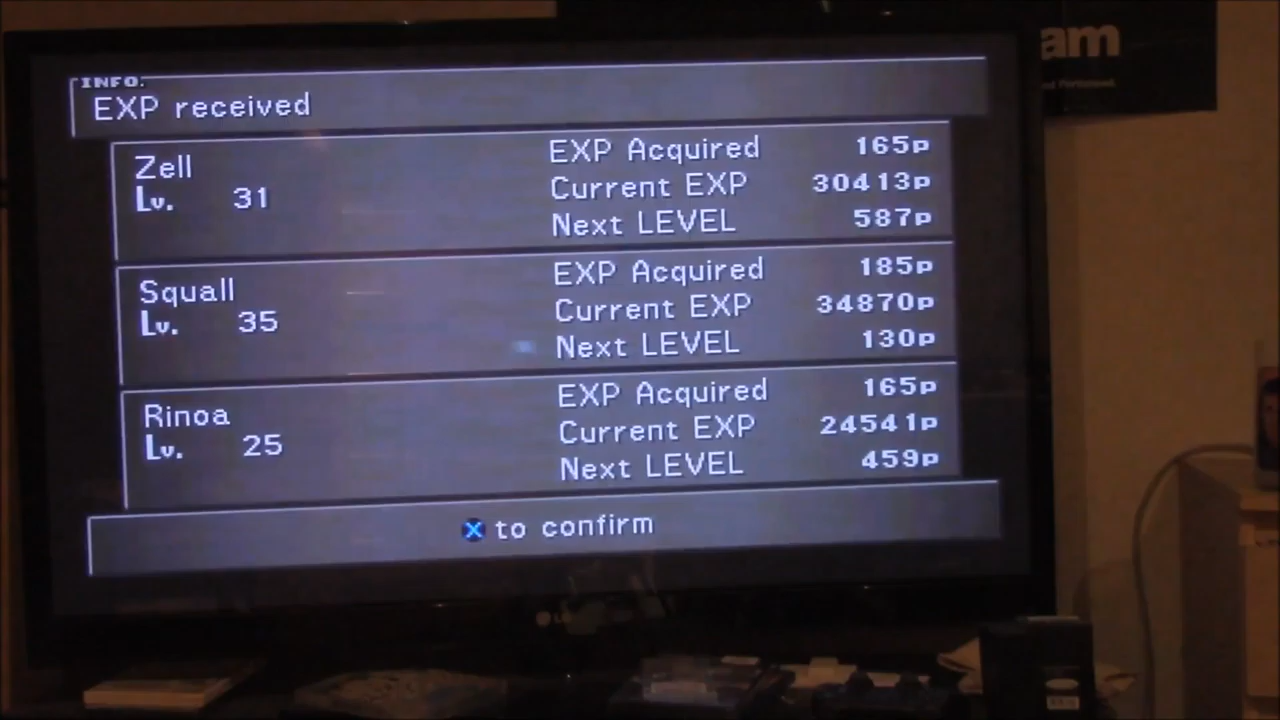 am
INFO.
EXP received
Zell
Lv. 31
EXP Acquired 165p
Current EXP 30413p
Next LEVEL 587p
Squall
Lv. 35
EXP Acquired 185p
Current EXP 34870p
Next LEVEL 130p
Rinoa
Lv. 25
EXP Acquired 165p
Current EXP 24541p
Next LEVEL 459p
X to confirm
LG